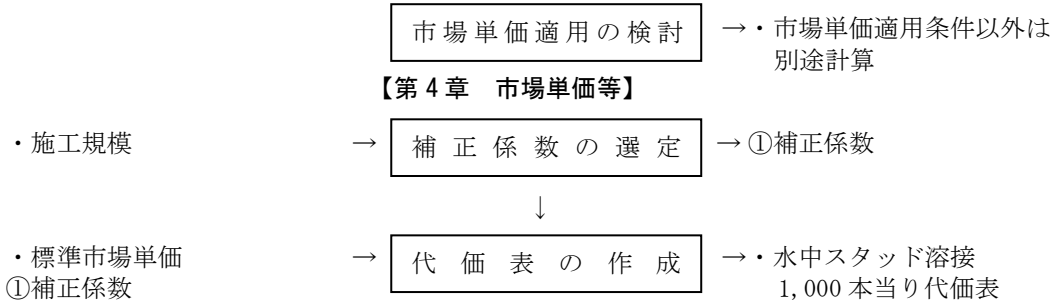 市場単価適用の検討 →・市場単価適用条件以外は
別途計算
【第4章 市場単価等】
・施工規模 → 補正係数の選定 → ①補正係数
↓
・標準市場単価 → 代価表の作成 →・水中スタッド溶接
①補正係数 1,000本当り代価表